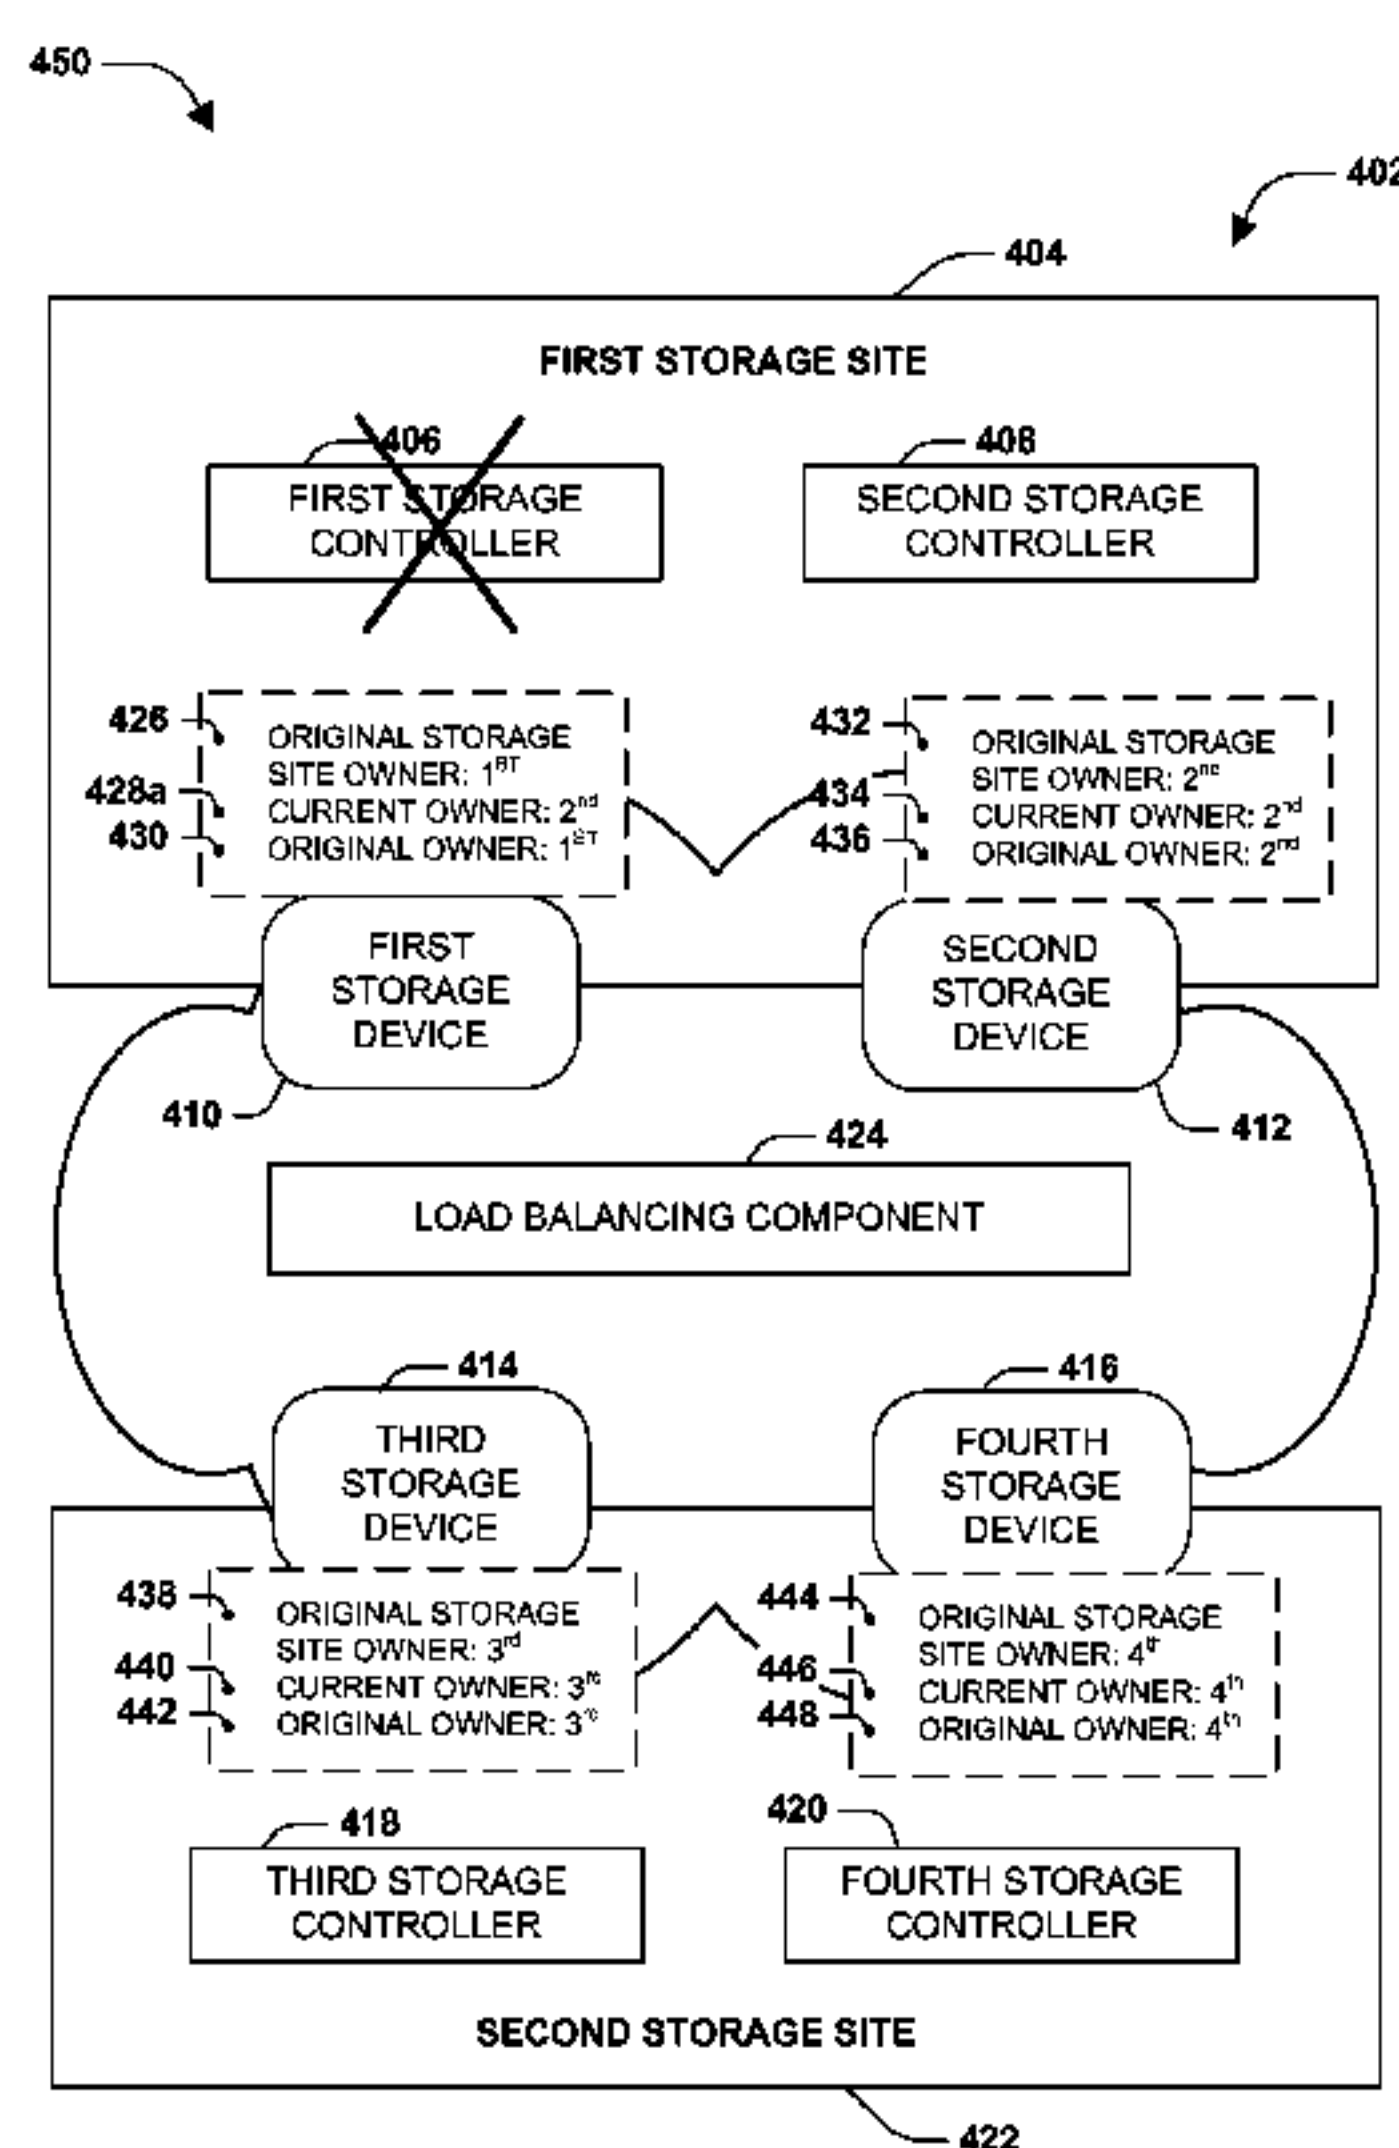 450
402
404
FIRST STORAGE SITE
406
408
FIRST STORAGE
CONTROLLER
SECOND STORAGE
CONTROLLER
426
ORIGINAL STORAGE
SITE OWNER: 1ST
428a
CURRENT OWNER: 2nd
430
ORIGINAL OWNER: 1ST
432
ORIGINAL STORAGE
SITE OWNER: 2nd
434
CURRENT OWNER: 2nd
436
ORIGINAL OWNER: 2nd
FIRST
STORAGE
DEVICE
SECOND
STORAGE
DEVICE
410
412
424
LOAD BALANCING COMPONENT
414
416
THIRD
STORAGE
DEVICE
FOURTH
STORAGE
DEVICE
438
ORIGINAL STORAGE
SITE OWNER: 3rd
440
CURRENT OWNER: 3rd
442
ORIGINAL OWNER: 3rd
444
ORIGINAL STORAGE
SITE OWNER: 4th
446
CURRENT OWNER: 4th
448
ORIGINAL OWNER: 4th
418
420
THIRD STORAGE
CONTROLLER
FOURTH STORAGE
CONTROLLER
SECOND STORAGE SITE
422